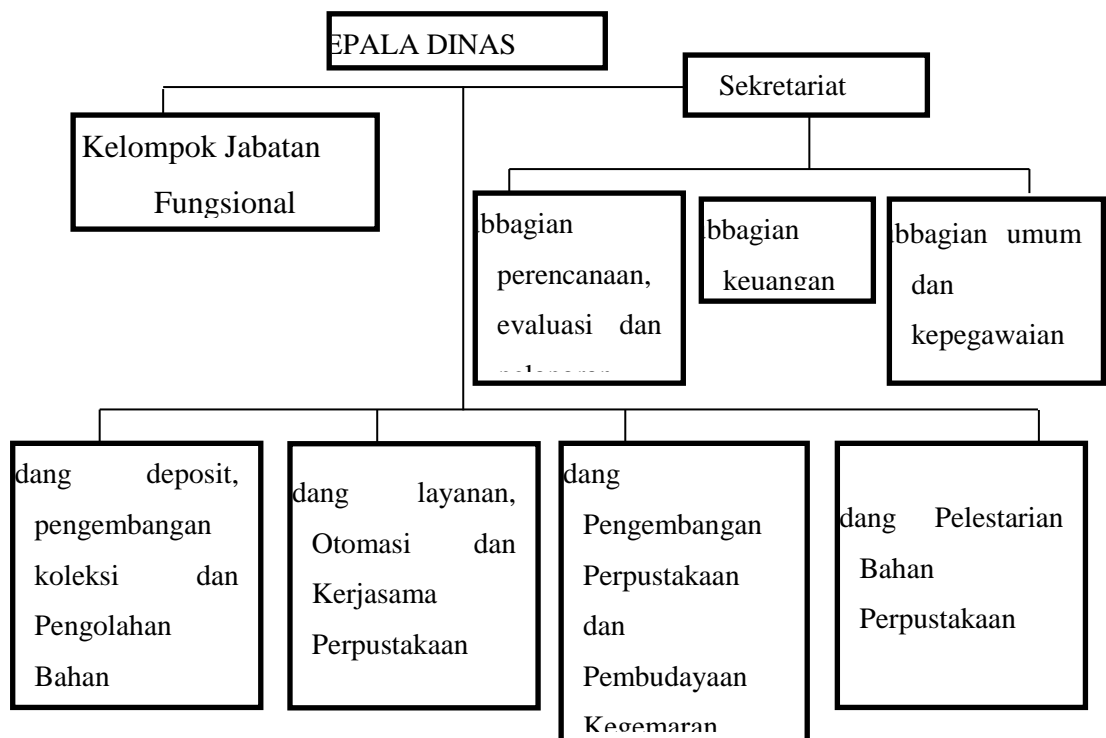 EPALA DINAS
Sekretariat
Kelompok Jabatan
Fungsional
bbagian
perencanaan,
evaluasi dan
bbagian
keuangan
bbagian umum
dan
kepegawaian
dang deposit,
pengembangan
koleksi dan
Pengolahan
Bahan
dang layanan,
Otomasi dan
Kerjasama
Perpustakaan
dang
Pengembangan
Perpustakaan
dan
Pembudayaan
Kegemaran
dang Pelestarian
Bahan
Perpustakaan